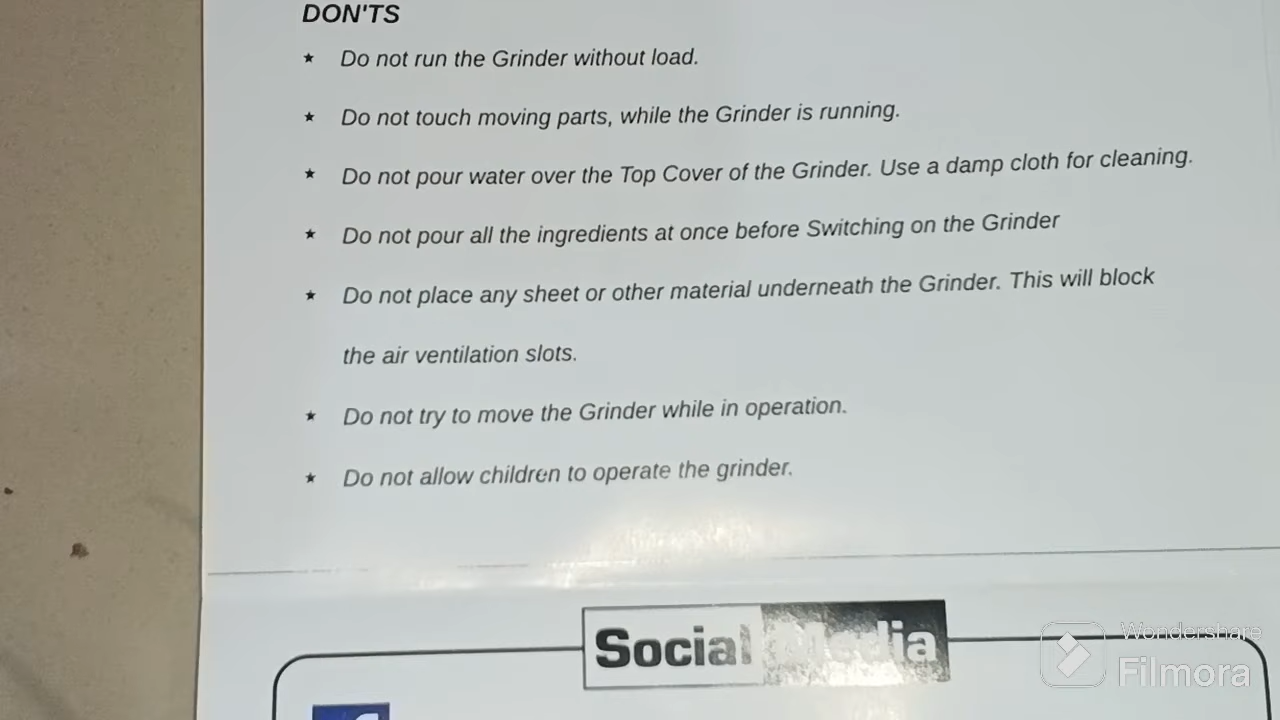 DON'TS
★ Do not run the Grinder without load.
★ Do not touch moving parts, while the Grinder is running.
★ Do not pour water over the Top Cover of the Grinder. Use a damp cloth for cleaning.
★ Do not pour all the ingredients at once before Switching on the Grinder
★ Do not place any sheet or other material underneath the Grinder. This will block
the air ventilation slots.
★ Do not try to move the Grinder while in operation.
★ Do not allow children to operate the grinder.
Social Media
Wondershare
Filmora